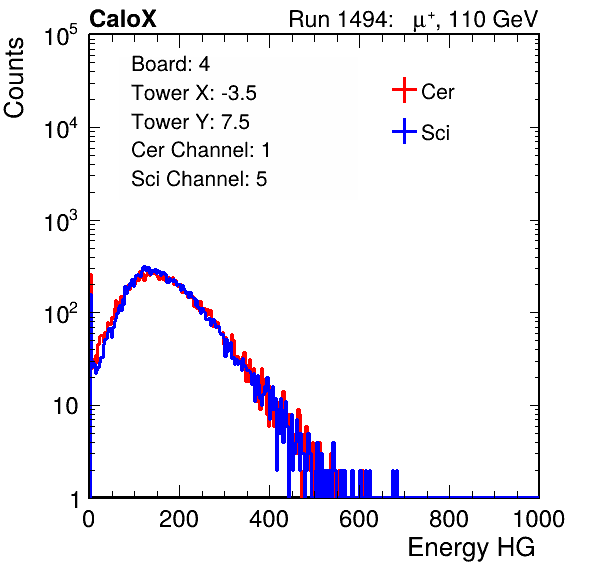 CaloX Run 1494: μ⁺, 110 GeV
Board: 4
Tower X: -3.5
Tower Y: 7.5
Cer Channel: 1
Sci Channel: 5
Cer
Sci
Counts
10⁵
10⁴
10³
10²
10
1
0 200 400 600 800 1000
Energy HG